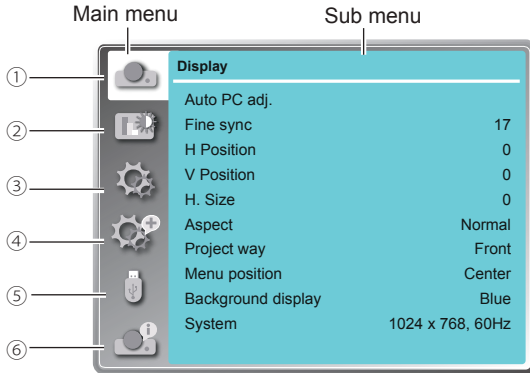 Main menu Sub menu
① Display
Auto PC adj.
② Fine sync 17
H Position 0
③ V Position 0
H. Size 0
④ Aspect Normal
Project way Front
Menu position Center
⑤ Background display Blue
System 1024 x 768, 60Hz
⑥